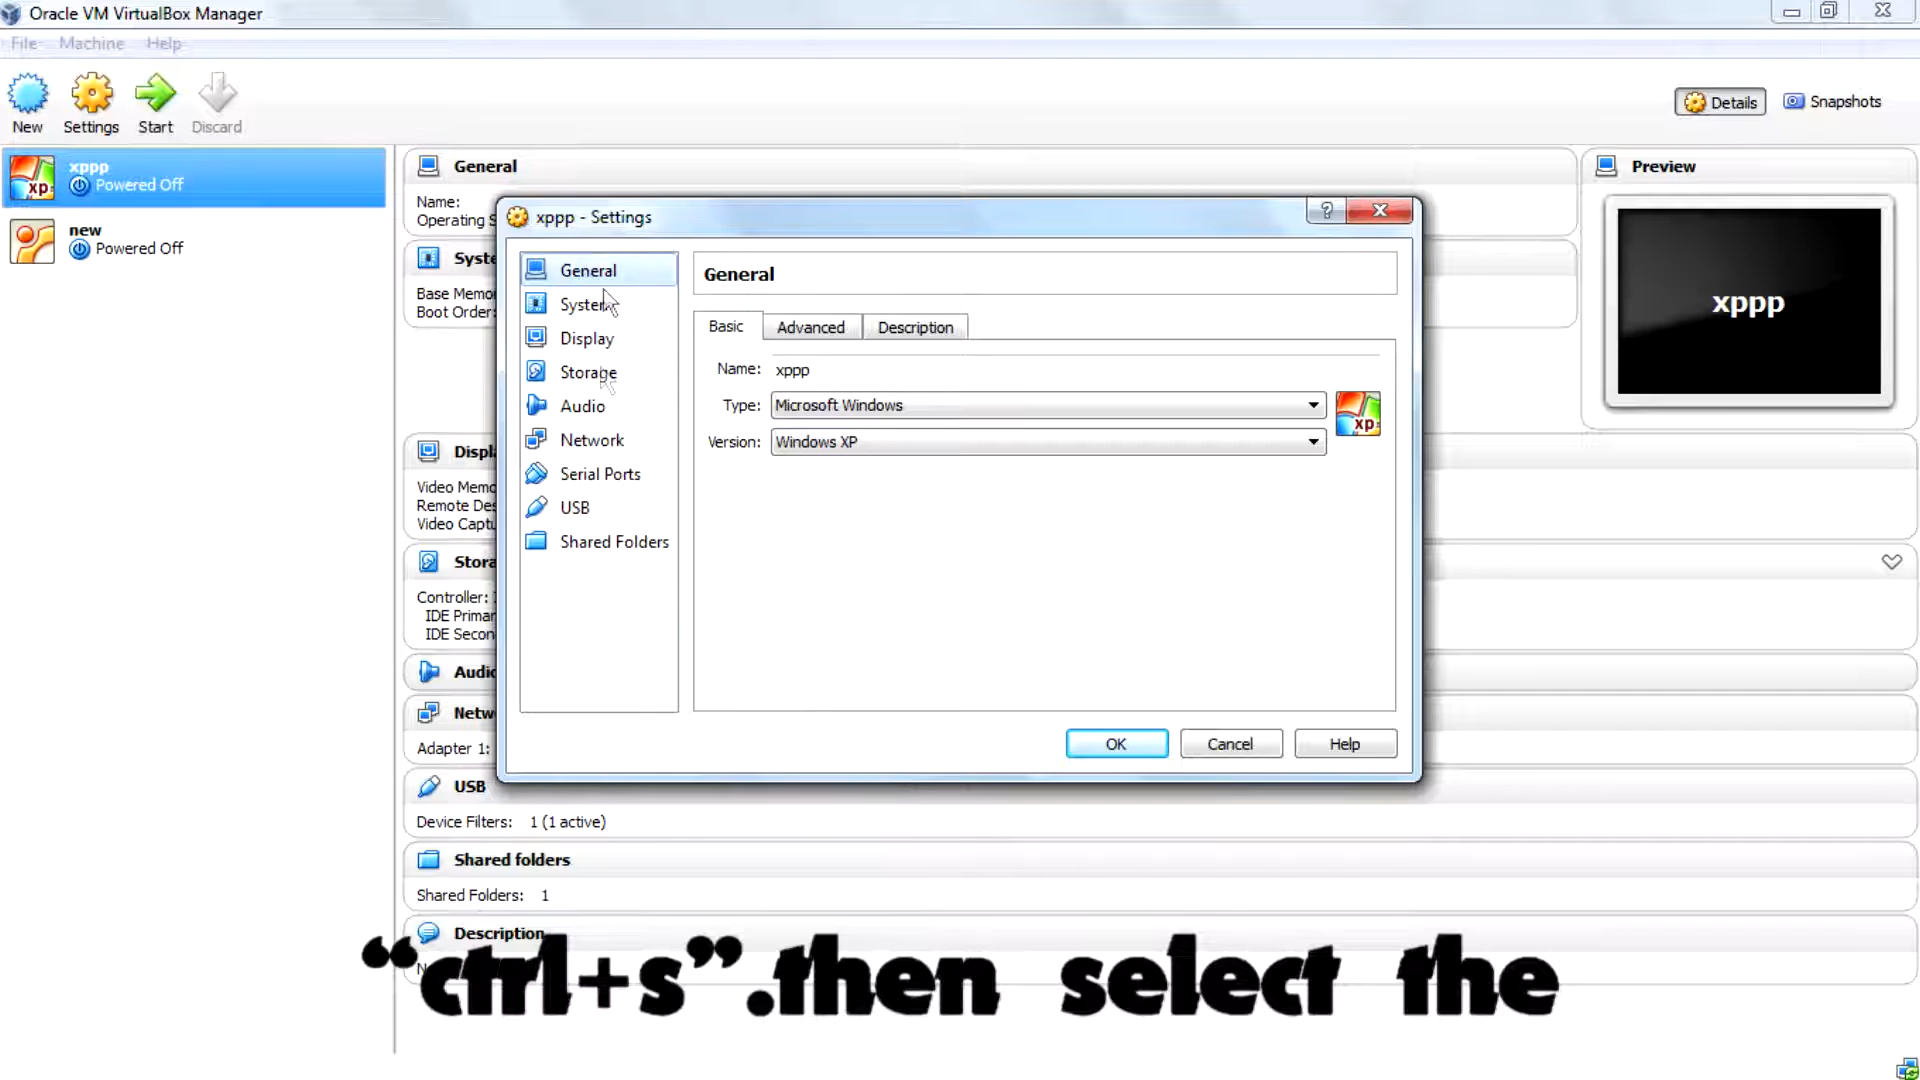 Oracle VM VirtualBox Manager
File Machine Help
New Settings Start Discard
Details Snapshots
xppp
Powered Off
new
Powered Off
General
Name:
Operating S
Preview
xppp
Syste
Base Memo
Boot Order:
Displ
Video Memo
Remote Des
Video Captu
Stora
Controller: I
IDE Primar
IDE Secon
Audio
Netw
Adapter 1:
USB
Device Filters: 1 (1 active)
Shared folders
Shared Folders: 1
Description
xppp - Settings
General
System
Display
Storage
Audio
Network
Serial Ports
USB
Shared Folders
General
Basic Advanced Description
Name: xppp
Type: Microsoft Windows
Version: Windows XP
xp
OK Cancel Help
“ctrl+s”.then select the